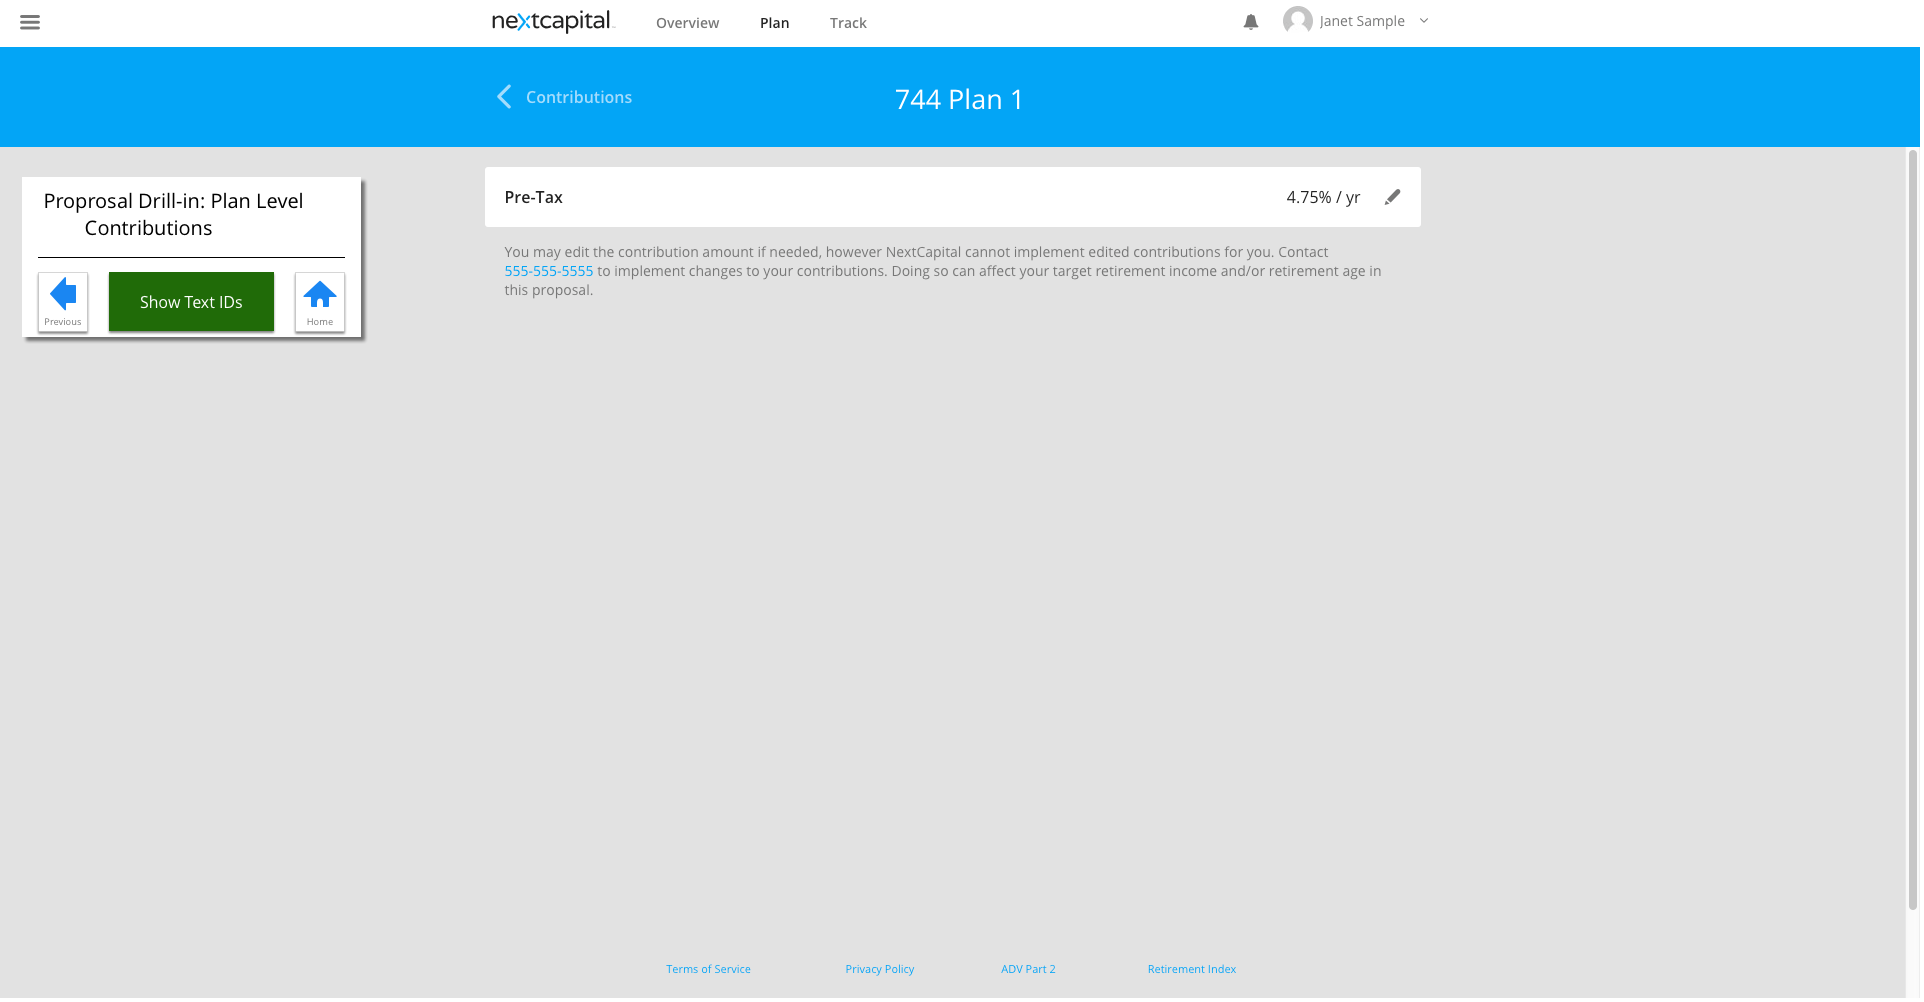 nextcapital
Overview
Plan
Track
Janet Sample
Contributions
744 Plan 1
Proprosal Drill-in: Plan Level
Contributions
Previous
Show Text IDs
Home
Pre-Tax
4.75% / yr
You may edit the contribution amount if needed, however NextCapital cannot implement edited contributions for you. Contact
555-555-5555 to implement changes to your contributions. Doing so can affect your target retirement income and/or retirement age in
this proposal.
Terms of Service
Privacy Policy
ADV Part 2
Retirement Index